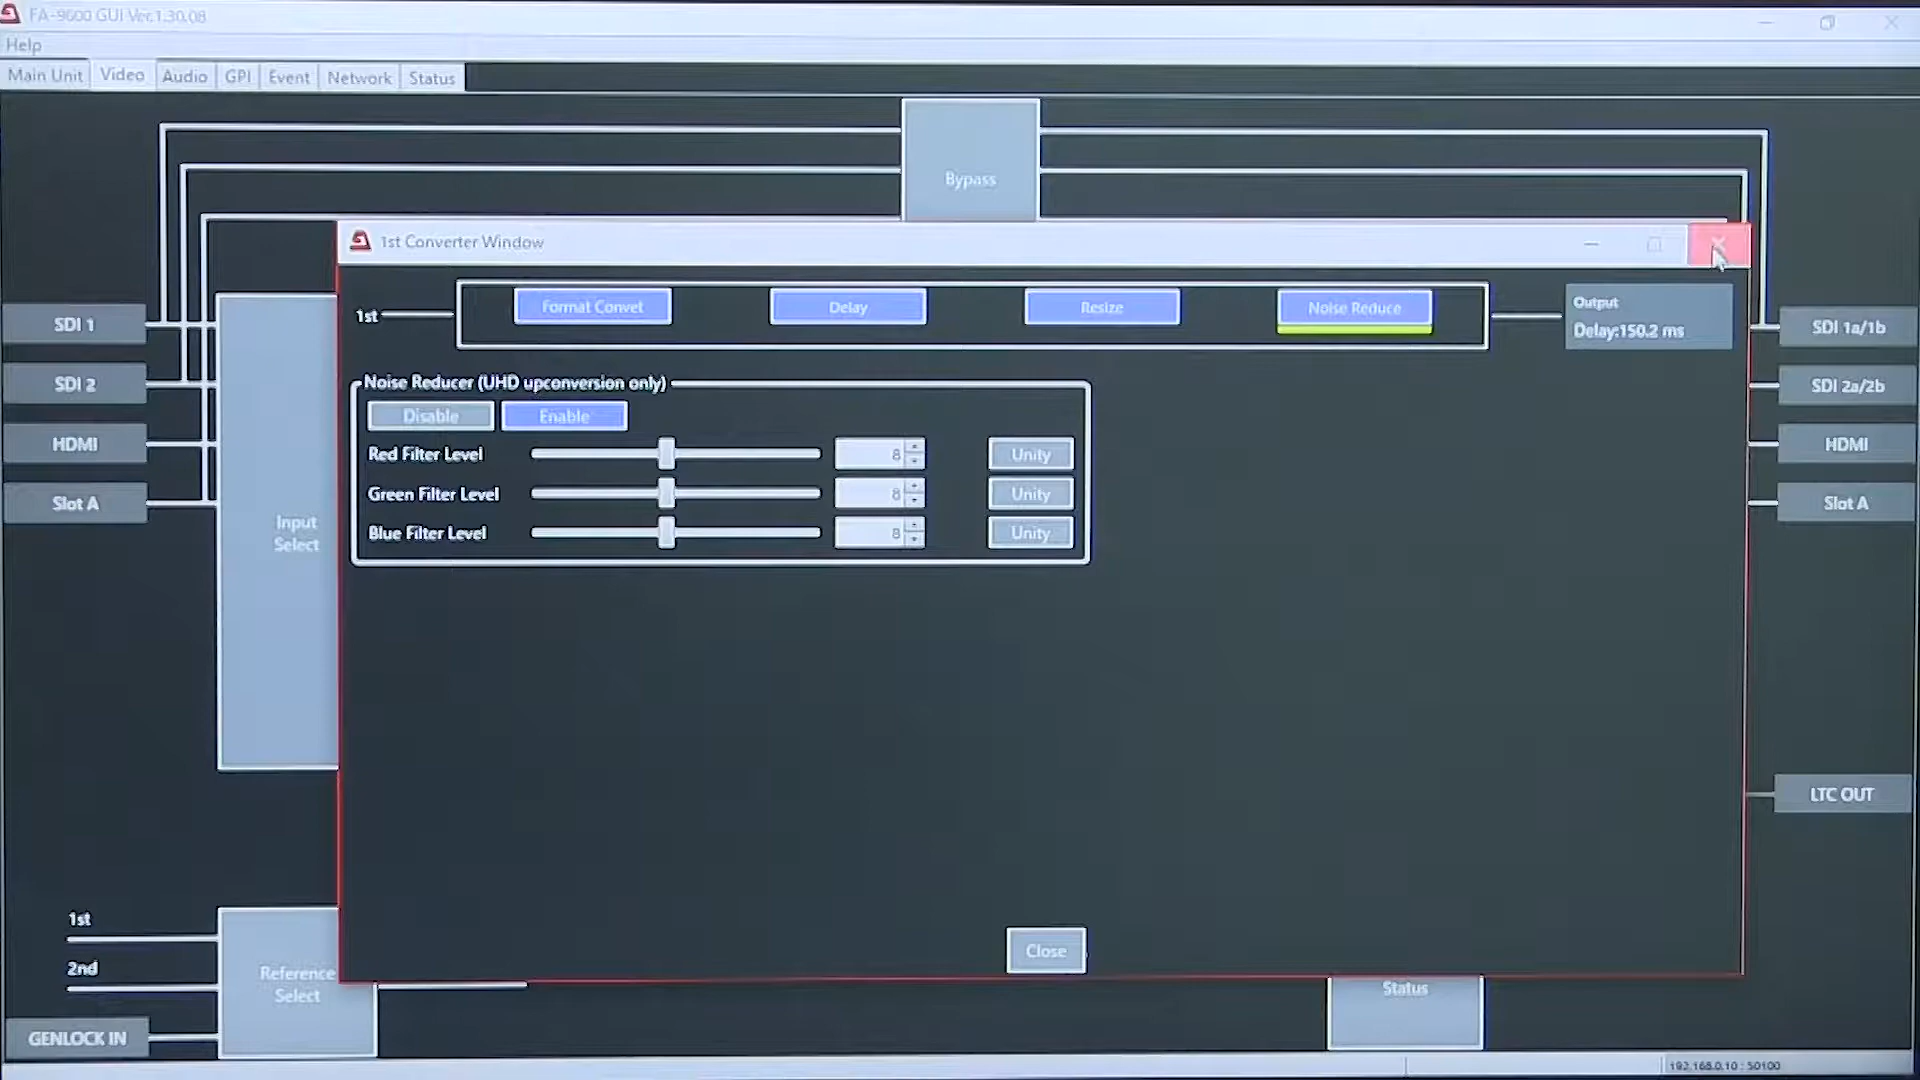 FA-9600 GUI Ver.1.30.08
Help
Main Unit Video Audio GPI Event Network Status
Bypass
1st Converter Window
1st Format Convet Delay Resize Noise Reduce
Output
Delay:150.2 ms
SDI 1
SDI 2
HDMI
Slot A
Input
Select
Noise Reducer (UHD upconversion only)
Disable Enable
Red Filter Level 8 Unity
Green Filter Level 8 Unity
Blue Filter Level 8 Unity
Close
SDI 1a/1b
SDI 2a/2b
HDMI
Slot A
LTC OUT
1st
2nd
Reference
Select
GENLOCK IN
Status
192.168.0.10 : 50100